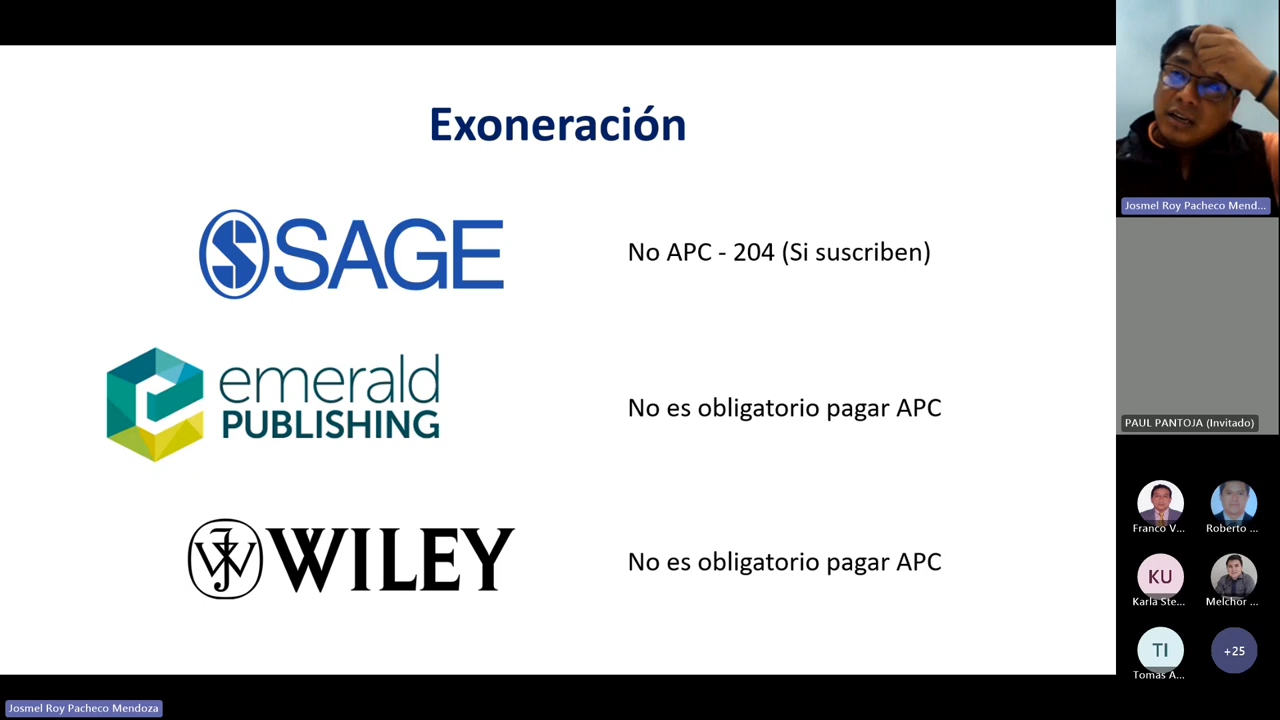 Exoneración
SAGE
No APC - 204 (Si suscriben)
emerald
PUBLISHING
No es obligatorio pagar APC
WILEY
No es obligatorio pagar APC
Josmel Roy Pacheco Mend...
PAUL PANTOJA (Invitado)
Franco V...
Roberto ...
KU
Karla Ste...
Melchor ...
TI
Tomas A...
+25
Josmel Roy Pacheco Mendoza